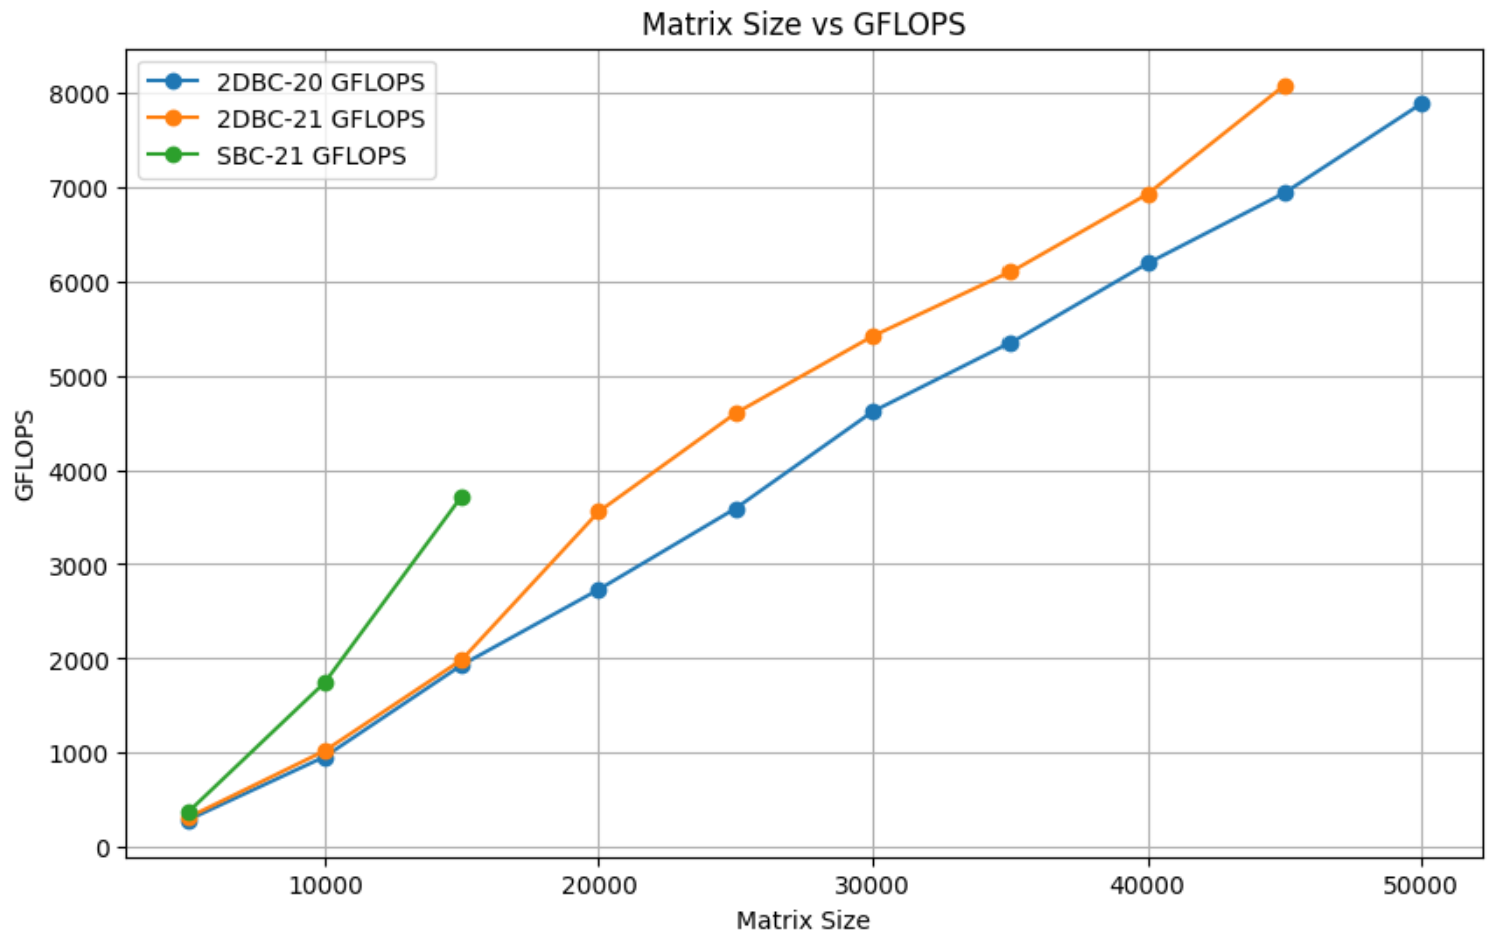 Matrix Size vs GFLOPS
2DBC-20 GFLOPS
2DBC-21 GFLOPS
SBC-21 GFLOPS
8000
7000
6000
5000
4000
3000
2000
1000
0
GFLOPS
10000 20000 30000 40000 50000
Matrix Size